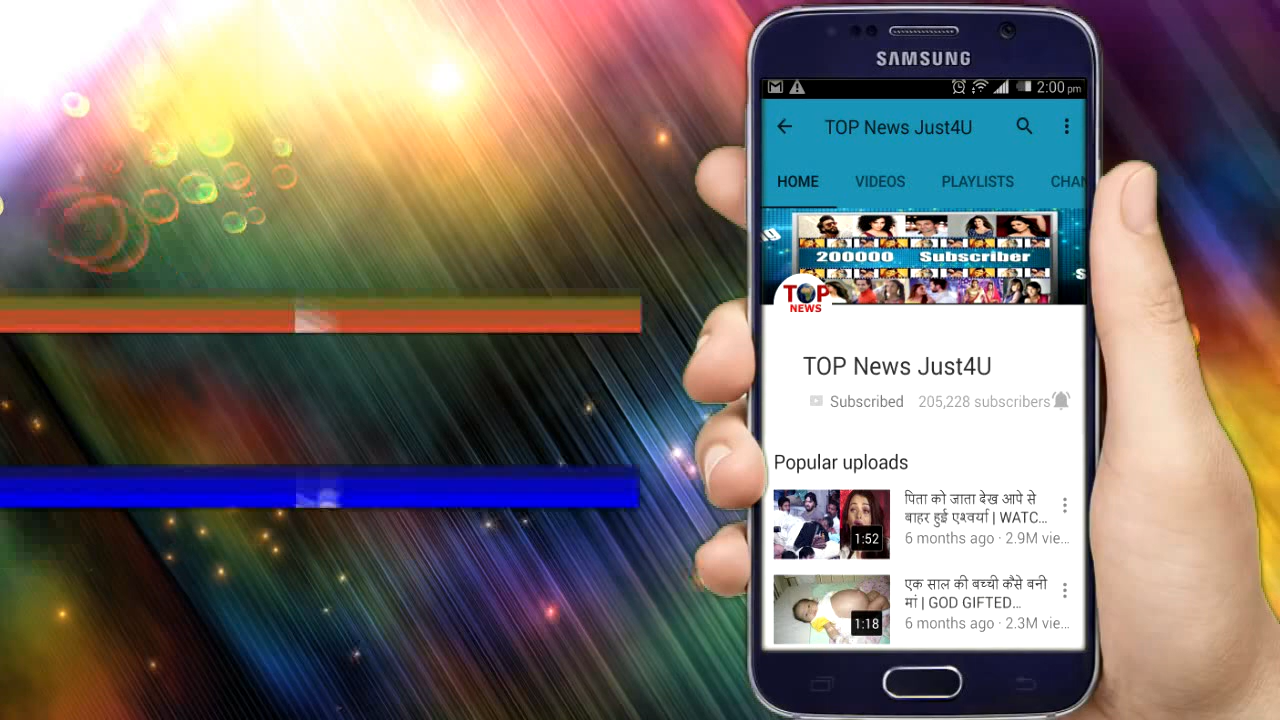 SAMSUNG
2:00 pm
TOP News Just4U
HOME VIDEOS PLAYLISTS CHAN
200000 Subscriber
TOP
NEWS
TOP News Just4U
Subscribed 205,228 subscribers
Popular uploads
पिता को जाता देख आपे से
बाहर हुई एश्वर्या | WATC...
6 months ago · 2.9M vie...
1:52
एक साल की बच्ची कैसे बनी
मां | GOD GIFTED...
6 months ago · 2.3M vie...
1:18